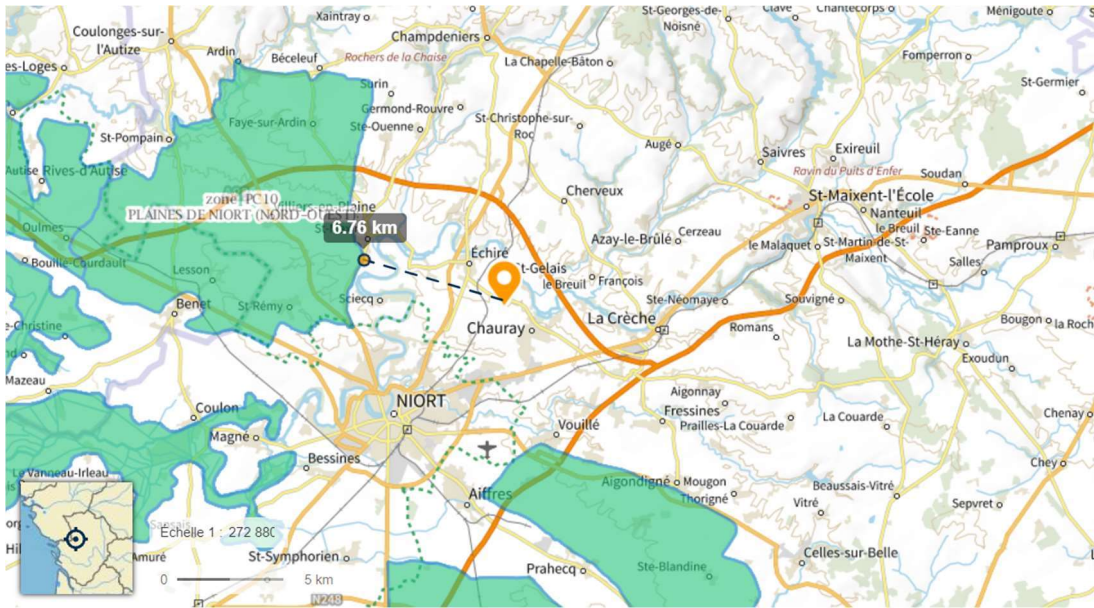 Xaintray
St-Georges-de-
Noisné
Clavé
Chantecorps
Ménigoute
Coulonges-sur-
l'Autize
Champdeniers
es-Loges
Ardin
Béceleuf
Rochers de la Chaise
La Chapelle-Bâton
Fomperron
St-Germier
Surin
Germond-Rouvre
St-Pompain
Faye-sur-Ardin
Ste-Ouenne
St-Christophe-sur-
Roc
Augé
Saivres
Exireuil
Autise
Rives-d'Autise
Ravin du Puits d'Enfer
Soudan
zone PC10
PLAINES DE NIORT (NORD-OUEST)
Villiers-en-Plaine
6.76 km
Cherveux
St-Maixent-l'École
Nanteuil
Oulmes
Azay-le-Brûlé
Cerzeau
le Breuil
Ste-Eanne
le Malaquet
St-Martin-de-St-
Maixent
Pamproux
Bouille-Courdault
Échiré
St-Gelais
Lesson
le Breuil
François
Salles
Benet
St-Rémy
Sciecq
Ste-Néomaye
Souvigné
e-Christine
Chauray
La Crèche
Romans
Bougon
la Roch
La Mothe-St-Héray
Exoudun
Mazeau
NIORT
Aigonnay
Coulon
Fressines
Prailles-La Couarde
La Couarde
Chenay
Magné
Vouillé
Bessines
Chey
Le Vanneau-Irleau
Aigondigné
Mougon
Thorigné
Beaussais-Vitré
Vitré
Sepvret
Aiffres
Sansais
Echelle 1 : 272 880
Amuré
St-Symphorien
Celles-sur-Belle
Prahecq
Ste-Blandine
0
5 km
N248